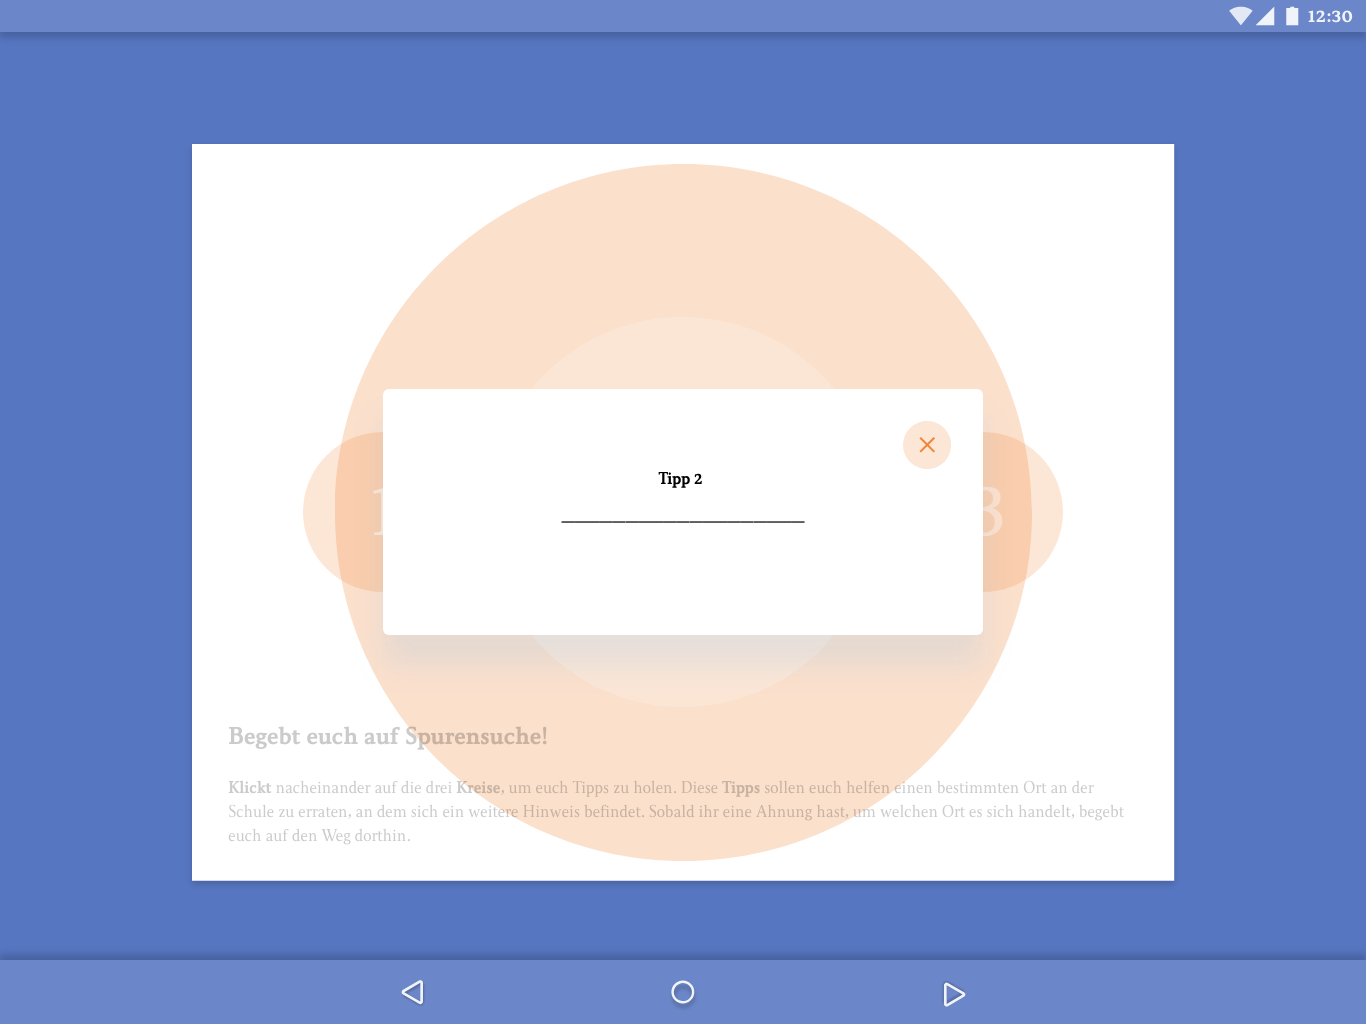 12:30
Tipp 2
1
3
Begebt euch auf Spurensuche!
Klickt nacheinander auf die drei Kreise, um euch Tipps zu holen. Diese Tipps sollen euch helfen einen bestimmten Ort an der
Schule zu erraten, an dem sich ein weitere Hinweis befindet. Sobald ihr eine Ahnung hast, um welchen Ort es sich handelt, begebt
euch auf den Weg dorthin.